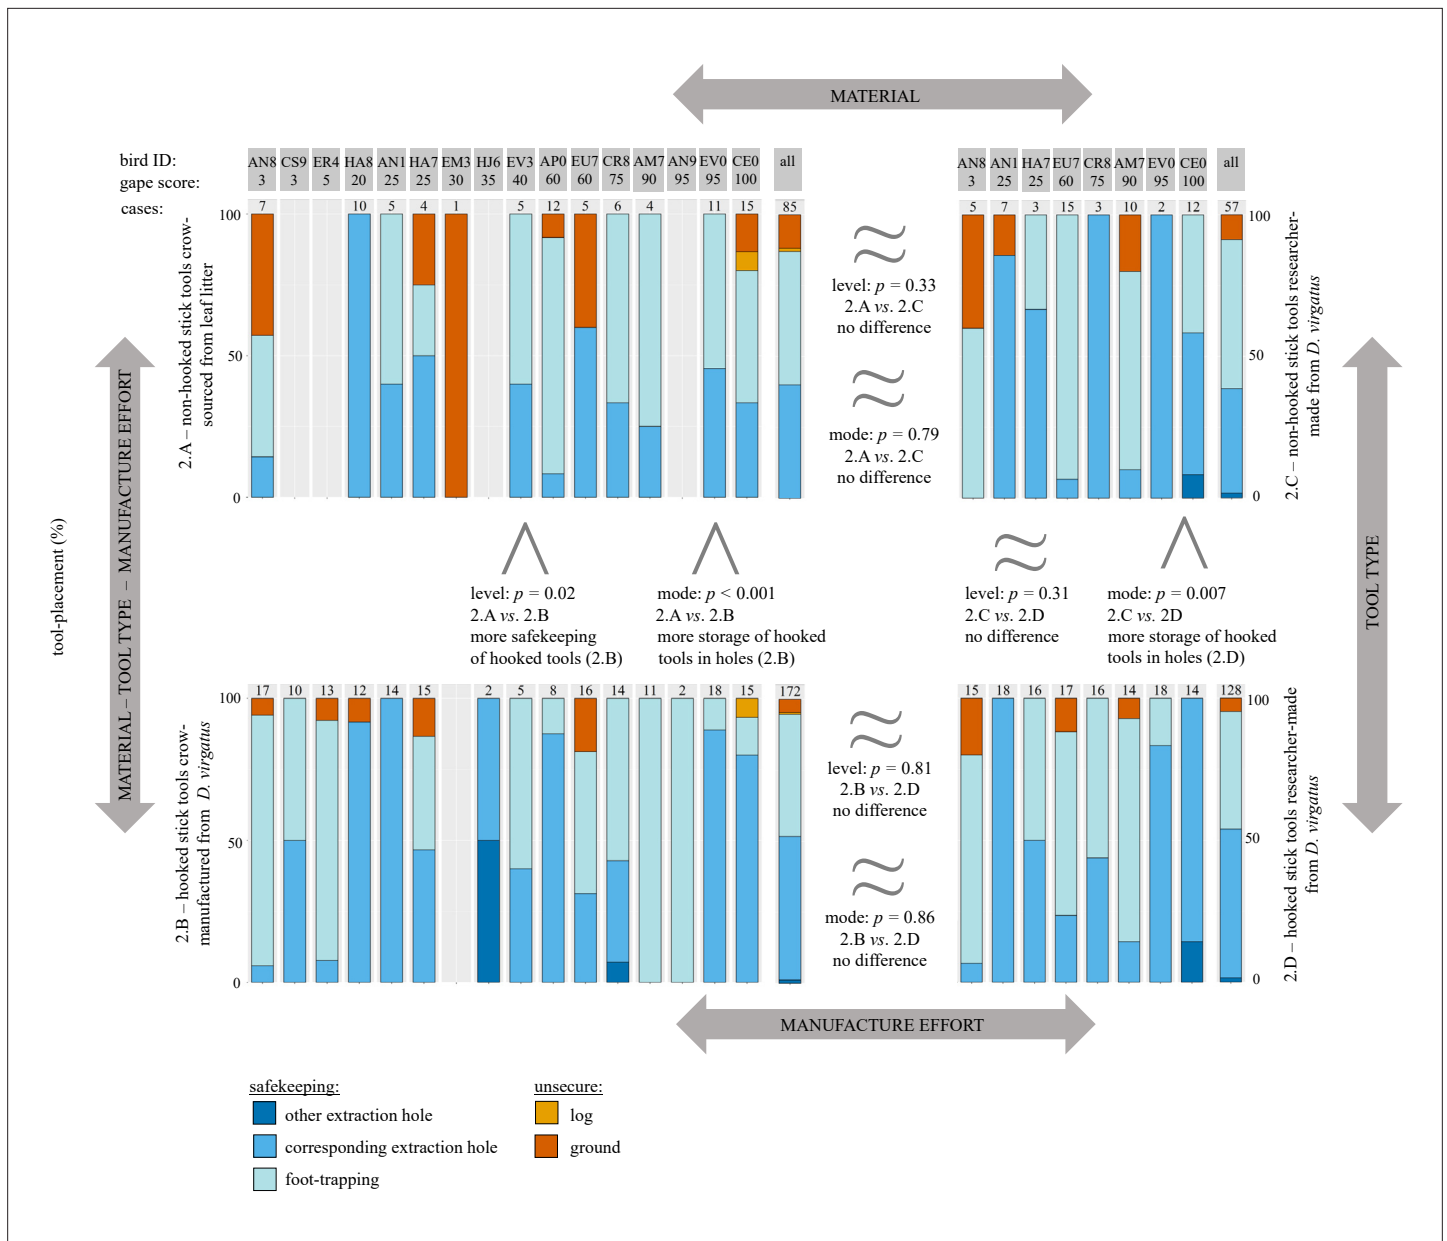 MATERIAL
bird ID: AN8 CS9 ER4 HA8 AN1 HA7 EM3 HJ6 EV3 AP0 EU7 CR8 AM7 AN9 EV0 CE0 all
gape score: 3 3 5 20 25 25 30 35 40 60 60 75 90 95 95 100
cases: 7 10 5 4 1 5 12 5 6 4 11 15 85
AN8 AN1 HA7 EU7 CR8 AM7 EV0 CE0 all
3 25 25 60 75 90 95 100
5 7 3 15 3 10 2 12 57
100
50
0
2.A – non-hooked stick tools crow-
sourced from leaf litter
level: p = 0.33
2.A vs. 2.C
no difference
mode: p = 0.79
2.A vs. 2.C
no difference
100
50
0
2.C – non-hooked stick tools researcher-
made from D. virgatus
tool-placement (%)
MATERIAL – TOOL TYPE – MANUFACTURE EFFORT
TOOL TYPE
level: p = 0.02
2.A vs. 2.B
more safekeeping
of hooked tools (2.B)
mode: p < 0.001
2.A vs. 2.B
more storage of hooked
tools in holes (2.B)
level: p = 0.31
2.C vs. 2.D
no difference
mode: p = 0.007
2.C vs. 2D
more storage of hooked
tools in holes (2.D)
17 10 13 12 14 15 2 5 8 16 14 11 2 18 15 172
15 18 16 17 16 14 18 14 128
100
50
0
2.B – hooked stick tools crow-
manufactured from D. virgatus
level: p = 0.81
2.B vs. 2.D
no difference
mode: p = 0.86
2.B vs. 2.D
no difference
100
50
0
2.D – hooked stick tools researcher-made
from D. virgatus
MANUFACTURE EFFORT
safekeeping:
other extraction hole
corresponding extraction hole
foot-trapping
unsecure:
log
ground